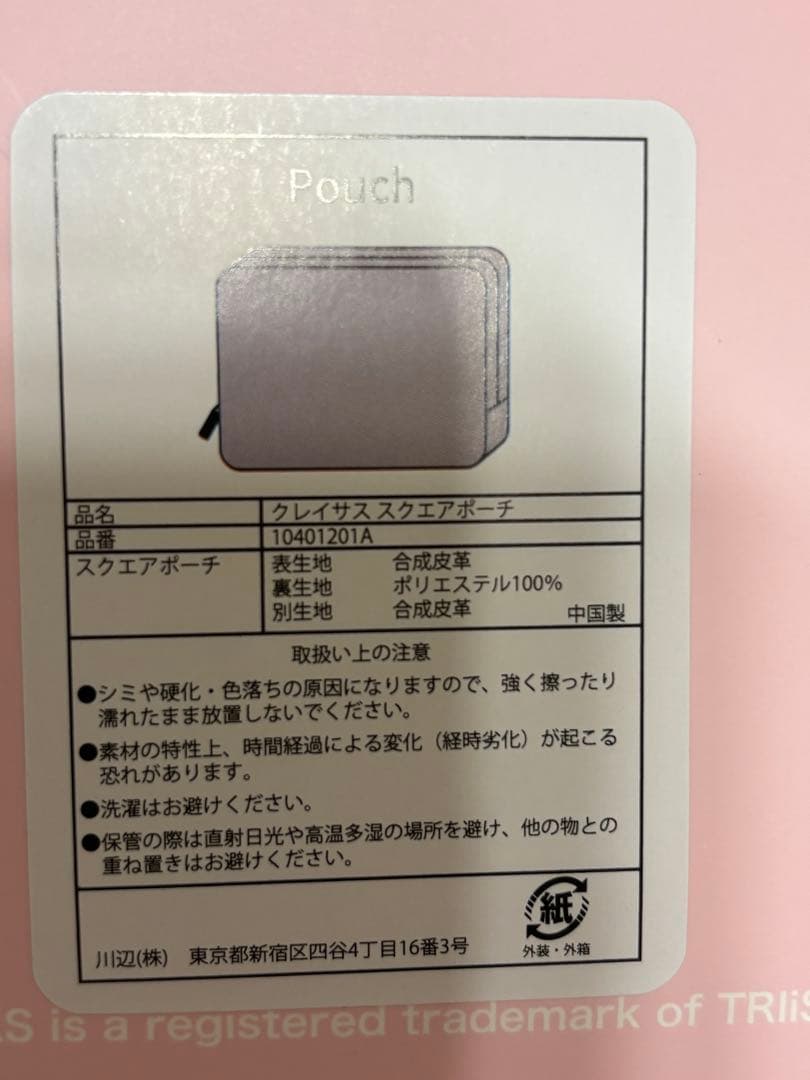 Pouch
品名 クレイサス スクエアポーチ
品番 10401201A
スクエアポーチ 表生地 合成皮革
裏生地 ポリエステル100%
別生地 合成皮革 中国製
取扱い上の注意
●シミや硬化・色落ちの原因になりますので、強く擦ったり
濡れたまま放置しないでください。
●素材の特性上、時間経過による変化（経時劣化）が起こる
恐れがあります。
●洗濯はお避けください。
●保管の際は直射日光や高温多湿の場所を避け、他の物との
重ね置きはお避けください。
紙
外装・外箱
川辺(株) 東京都新宿区四谷4丁目16番3号
S is a registered trademark of TRiiS